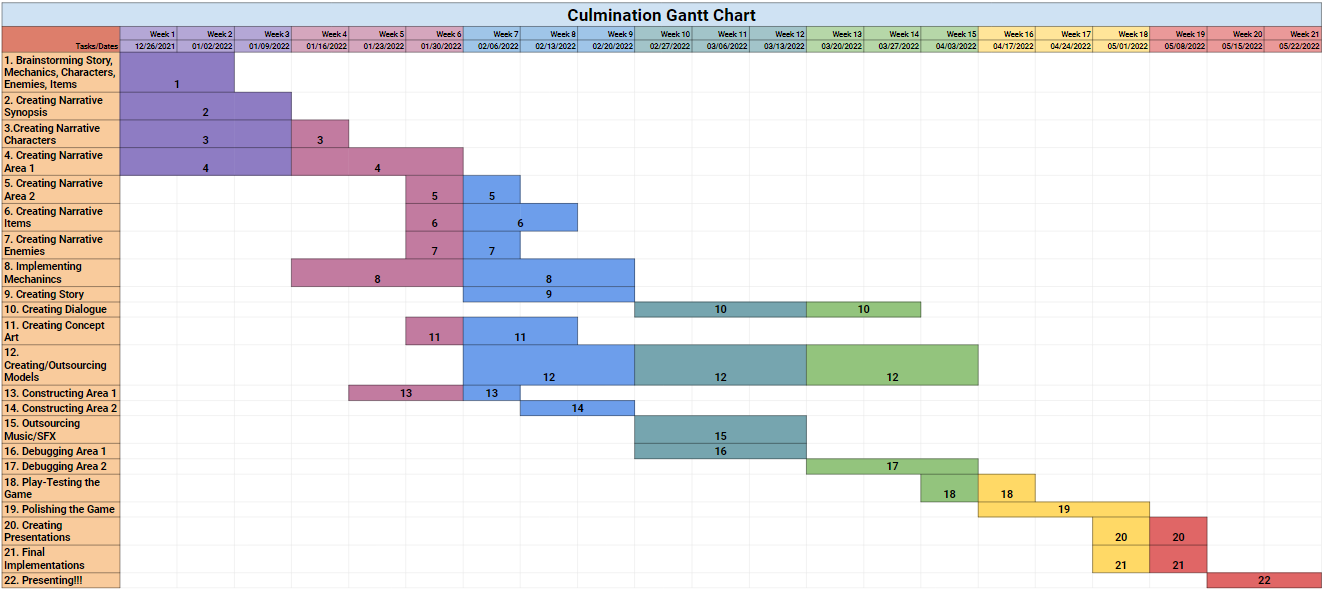 Culmination Gantt Chart
Week 1 Week 2 Week 3 Week 4 Week 5 Week 6 Week 7 Week 8 Week 9 Week 10 Week 11 Week 12 Week 13 Week 14 Week 15 Week 16 Week 17 Week 18 Week 19 Week 20 Week 21
Tasks/Dates 12/26/2021 01/02/2022 01/09/2022 01/16/2022 01/23/2022 01/30/2022 02/06/2022 02/13/2022 02/20/2022 02/27/2022 03/06/2022 03/13/2022 03/20/2022 03/27/2022 04/03/2022 04/17/2022 04/24/2022 05/01/2022 05/08/2022 05/15/2022 05/22/2022
1. Brainstorming Story,
Mechanics, Characters,
Enemies, Items 1
2. Creating Narrative
Synopsis 2
3.Creating Narrative
Characters 3 3
4. Creating Narrative
Area 1 4 4
5. Creating Narrative
Area 2 5 5
6. Creating Narrative
Items 6 6
7. Creating Narrative
Enemies 7 7
8. Implementing
Mechanincs 8 8
9. Creating Story 9
10. Creating Dialogue 10 10
11. Creating Concept
Art 11 11
12.
Creating/Outsourcing
Models 12 12 12
13. Constructing Area 1 13 13
14. Constructing Area 2 14
15. Outsourcing
Music/SFX 15
16. Debugging Area 1 16
17. Debugging Area 2 17
18. Play-Testing the
Game 18 18
19. Polishing the Game 19
20. Creating
Presentations 20 20
21. Final
Implementations 21 21
22. Presenting!!! 22